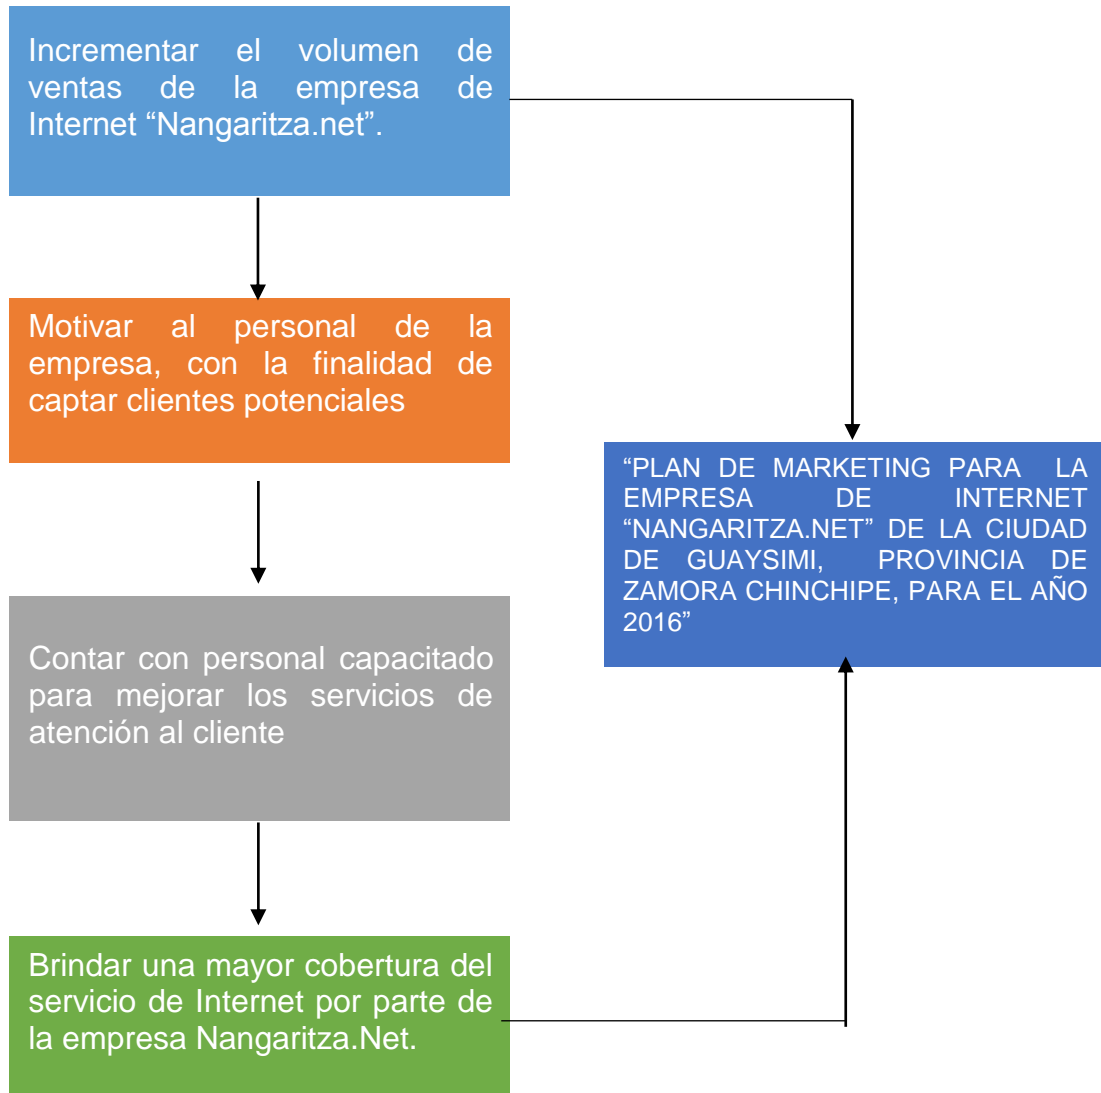 Incrementar el volumen de
ventas de la empresa de
Internet “Nangaritza.net”.
Motivar al personal de la
empresa, con la finalidad de
captar clientes potenciales
Contar con personal capacitado
para mejorar los servicios de
atención al cliente
Brindar una mayor cobertura del
servicio de Internet por parte de
la empresa Nangaritza.Net.
“PLAN DE MARKETING PARA LA
EMPRESA DE INTERNET
“NANGARITZA.NET” DE LA CIUDAD
DE GUAYSIMI, PROVINCIA DE
ZAMORA CHINCHIPE, PARA EL AÑO
2016”